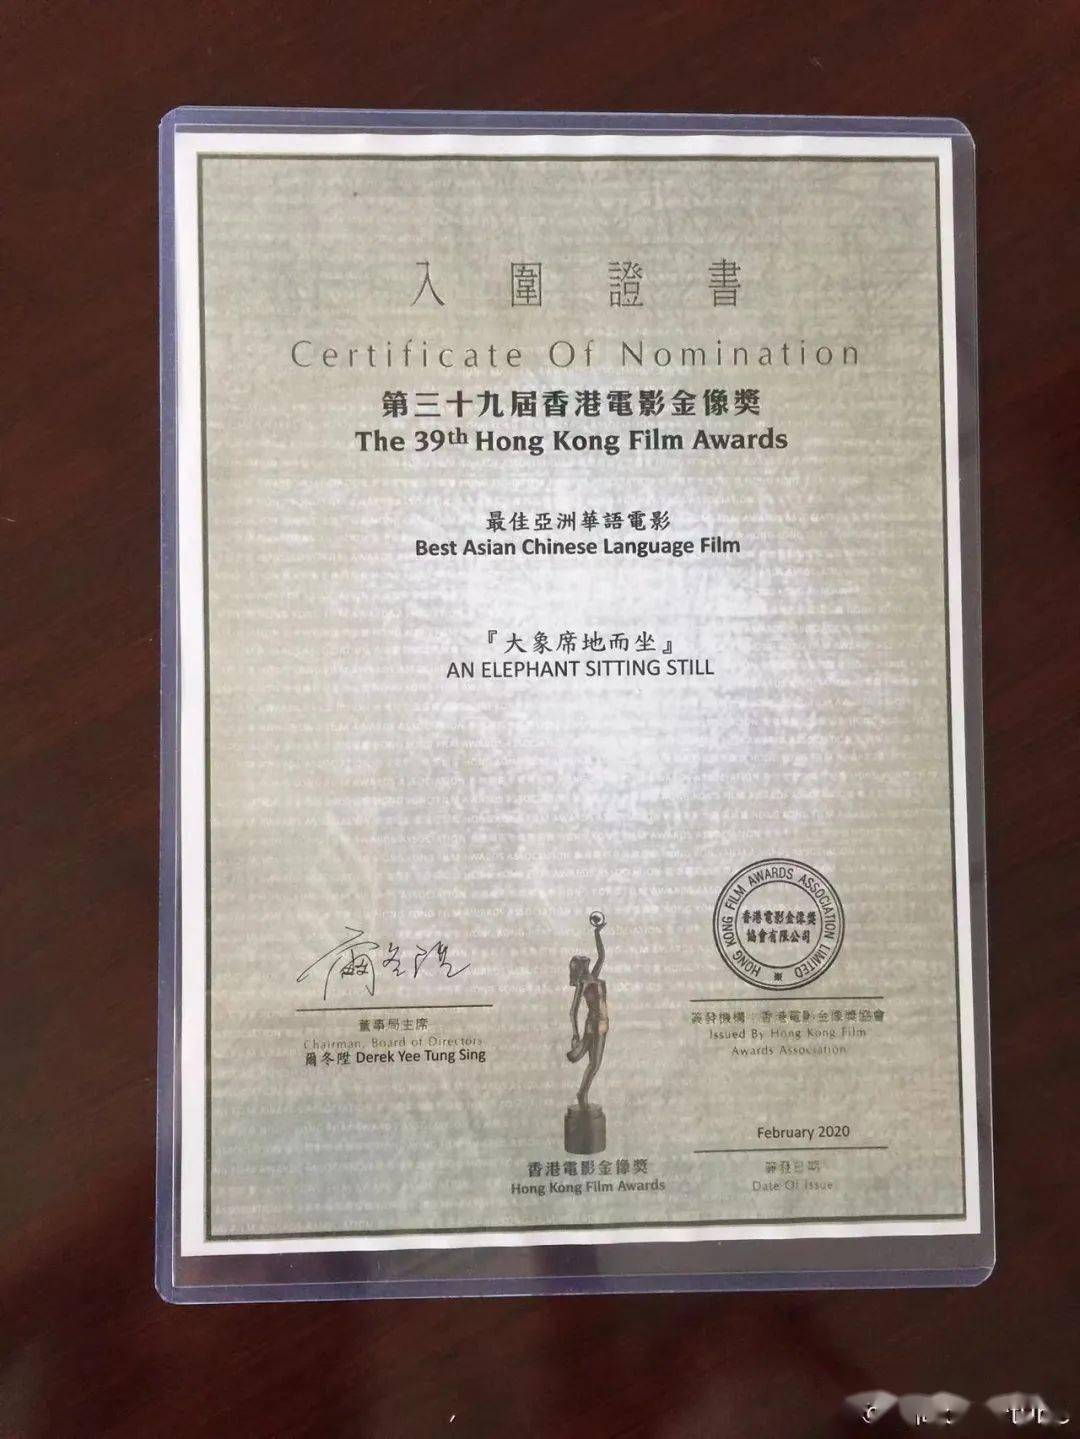 入圍證書
Certificate Of Nomination
第三十九屆香港電影金像獎
The 39th Hong Kong Film Awards
最佳亞洲華語電影
Best Asian Chinese Language Film
『大象席地而坐』
AN ELEPHANT SITTING STILL
HONG KONG FILM AWARDS ASSOCIATION LIMITED
香港電影金像獎
協會有限公司
爾冬陞
董事局主席
Chairman, Board of Directors
爾冬陞 Derek Yee Tung Sing
簽發機構：香港電影金像獎協會
Issued By Hong Kong Film
Awards Association
February 2020
簽發日期
Date Of Issue
香港電影金像獎
Hong Kong Film Awards